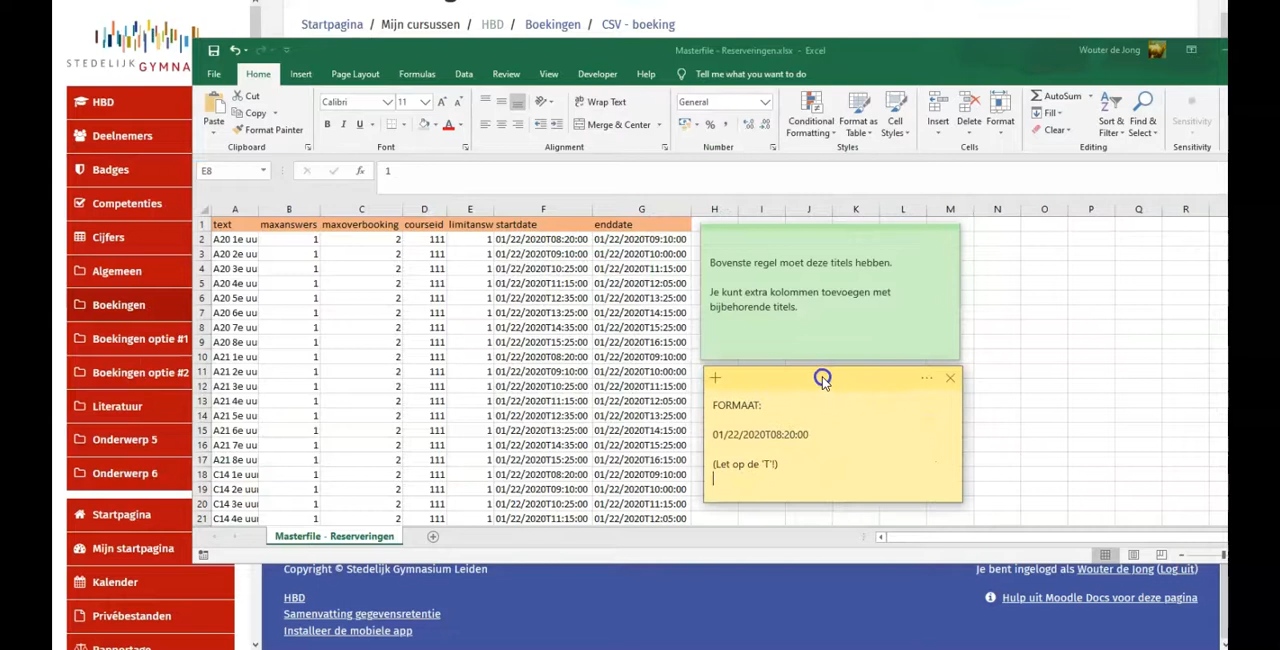 Startpagina / Mijn cursussen / HBD / Boekingen / CSV - boeking
STEDELIJK GYMNA
Masterfile - Reserveringen.xlsx - Excel
Wouter de Jong
File Home Insert Page Layout Formulas Data Review View Developer Help Tell me what you want to do
Paste Cut Copy Format Painter Clipboard
Calibri 11 B I U Font
Wrap Text Merge & Center Alignment
General % Number
Conditional Formatting Format as Table Cell Styles Styles
Insert Delete Format Cells
AutoSum Fill Clear Sort & Filter Find & Select Editing
Sensitivity Sensitivity
E8 fx 1
A B C D E F G H I J K L M N O P Q R
1 text maxanswers maxoverbooking courseid limitansw startdate enddate
2 A20 1e uu 1 2 111 1 01/22/2020T08:20:00 01/22/2020T09:10:00
3 A20 2e uu 1 2 111 1 01/22/2020T09:10:00 01/22/2020T10:00:00
4 A20 3e uu 1 2 111 1 01/22/2020T10:25:00 01/22/2020T11:15:00
5 A20 4e uu 1 2 111 1 01/22/2020T11:15:00 01/22/2020T12:05:00
6 A20 5e uu 1 2 111 1 01/22/2020T12:35:00 01/22/2020T13:25:00
7 A20 6e uu 1 2 111 1 01/22/2020T13:25:00 01/22/2020T14:15:00
8 A20 7e uu 1 2 111 1 01/22/2020T14:35:00 01/22/2020T15:25:00
9 A20 8e uu 1 2 111 1 01/22/2020T15:25:00 01/22/2020T16:15:00
10 A21 1e uu 1 2 111 1 01/22/2020T08:20:00 01/22/2020T09:10:00
11 A21 2e uu 1 2 111 1 01/22/2020T09:10:00 01/22/2020T10:00:00
12 A21 3e uu 1 2 111 1 01/22/2020T10:25:00 01/22/2020T11:15:00
13 A21 4e uu 1 2 111 1 01/22/2020T11:15:00 01/22/2020T12:05:00
14 A21 5e uu 1 2 111 1 01/22/2020T12:35:00 01/22/2020T13:25:00
15 A21 6e uu 1 2 111 1 01/22/2020T13:25:00 01/22/2020T14:15:00
16 A21 7e uu 1 2 111 1 01/22/2020T14:35:00 01/22/2020T15:25:00
17 A21 8e uu 1 2 111 1 01/22/2020T15:25:00 01/22/2020T16:15:00
18 C14 1e uu 1 2 111 1 01/22/2020T08:20:00 01/22/2020T09:10:00
19 C14 2e uu 1 2 111 1 01/22/2020T09:10:00 01/22/2020T10:00:00
20 C14 3e uu 1 2 111 1 01/22/2020T10:25:00 01/22/2020T11:15:00
21 C14 4e uu 1 2 111 1 01/22/2020T11:15:00 01/22/2020T12:05:00
Masterfile - Reserveringen
Bovenste regel moet deze titels hebben.
Je kunt extra kolommen toevoegen met
bijbehorende titels.
FORMAAT:
01/22/2020T08:20:00
(Let op de 'T'!)
HBD
Deelnemers
Badges
Competenties
Cijfers
Algemeen
Boekingen
Boekingen optie #1
Boekingen optie #2
Literatuur
Onderwerp 5
Onderwerp 6
Startpagina
Mijn startpagina
Kalender
Privébestanden
Copyright © Stedelijk Gymnasium Leiden
HBD
Samenvatting gegevensretentie
Installeer de mobiele app
Je bent ingelogd als Wouter de Jong (Log uit)
Hulp uit Moodle Docs voor deze pagina